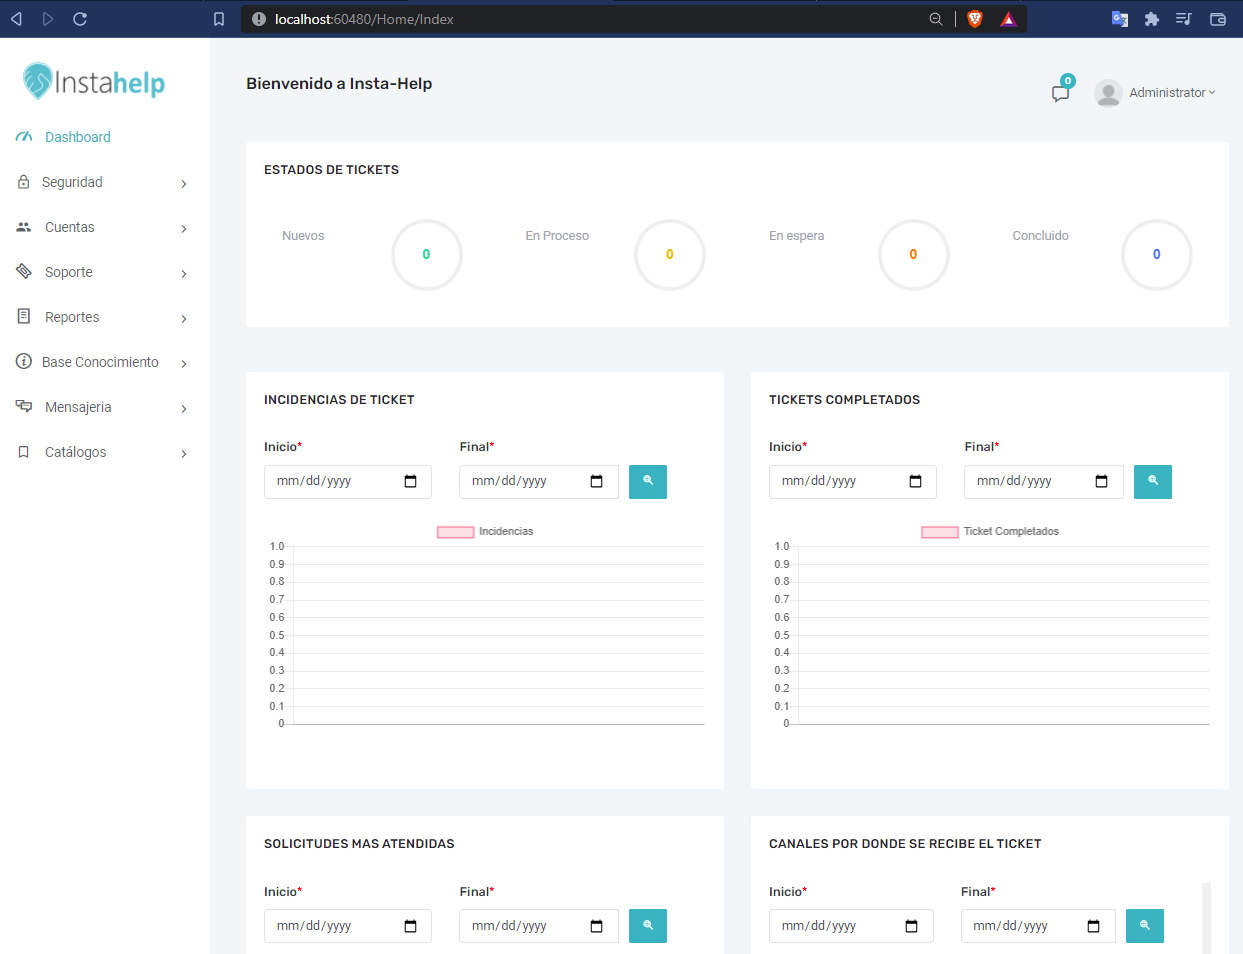 localhost:60480/Home/Index
Instahelp
Bienvenido a Insta-Help
0
Administrator
Dashboard
Seguridad
Cuentas
Soporte
Reportes
Base Conocimiento
Mensajeria
Catálogos
ESTADOS DE TICKETS
Nuevos
0
En Proceso
0
En espera
0
Concluido
0
INCIDENCIAS DE TICKET
Inicio*
Final*
mm/dd/yyyy
mm/dd/yyyy
Incidencias
1.0
0.9
0.8
0.7
0.6
0.5
0.4
0.3
0.2
0.1
0
TICKETS COMPLETADOS
Inicio*
Final*
mm/dd/yyyy
mm/dd/yyyy
Ticket Completados
1.0
0.9
0.8
0.7
0.6
0.5
0.4
0.3
0.2
0.1
0
SOLICITUDES MAS ATENDIDAS
Inicio*
Final*
mm/dd/yyyy
mm/dd/yyyy
CANALES POR DONDE SE RECIBE EL TICKET
Inicio*
Final*
mm/dd/yyyy
mm/dd/yyyy